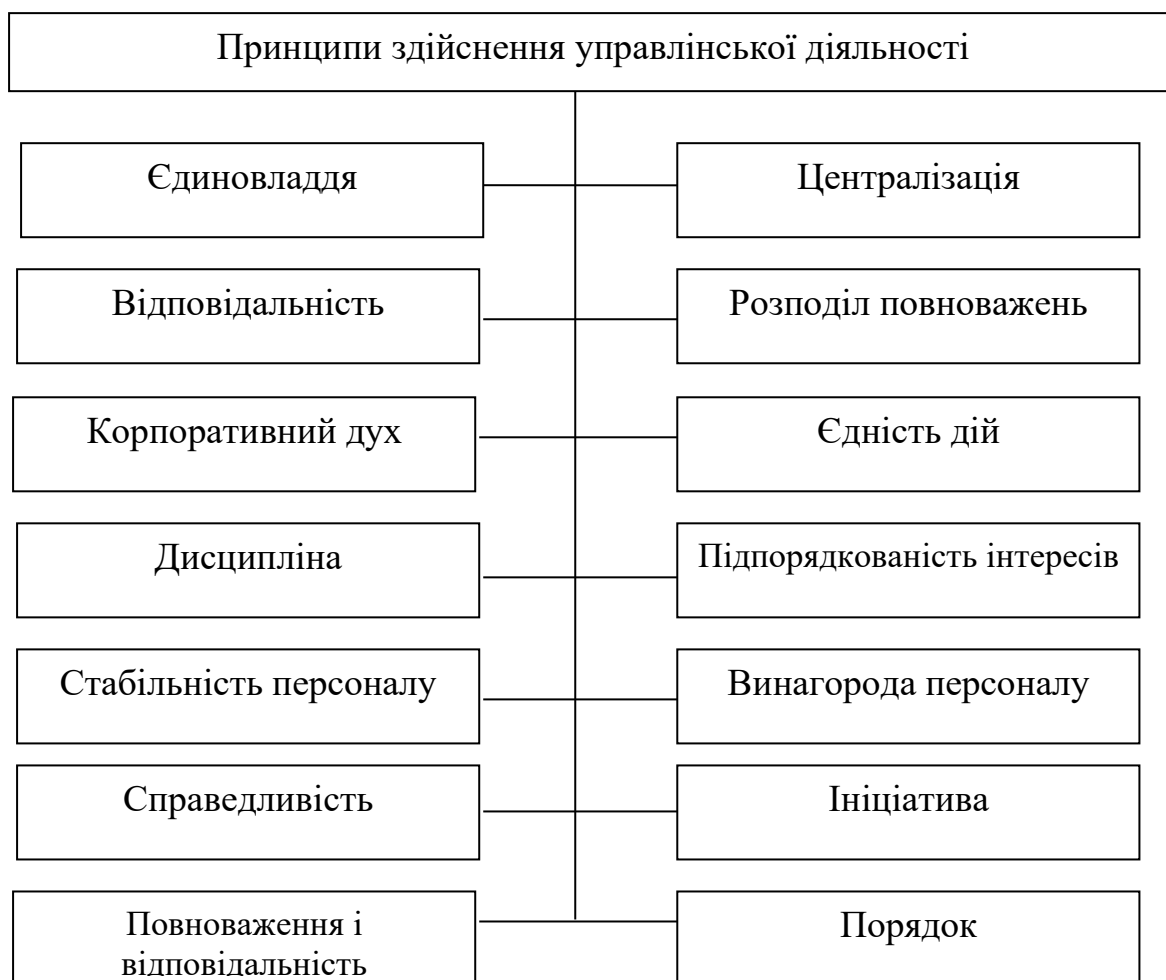 Принципи здійснення управлінської діяльності
Єдиновладдя
Централізація
Відповідальність
Розподіл повноважень
Корпоративний дух
Єдність дій
Дисципліна
Підпорядкованість інтересів
Стабільність персоналу
Винагорода персоналу
Справедливість
Ініціатива
Повноваження і
відповідальність
Порядок